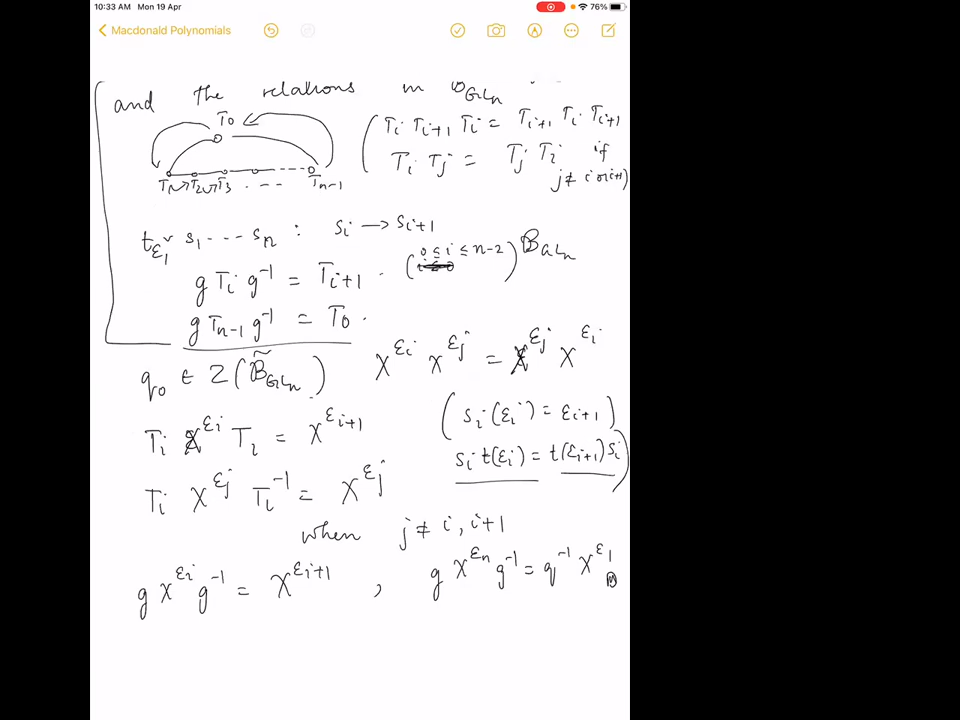 10:33 AM Mon 19 Apr 76%
Macdonald Polynomials
and the relations in B_{GL_n}
T_0
( T_i T_{i+1} T_i = T_{i+1} T_i T_{i+1}
T_i T_j = T_j T_i if
j ≠ i or i±1)
T_1 T_2 T_3 . -- T_{n-1}
t_{ε_1^∨} s_1 ---- s_n : s_i → s_{i+1}
g T_i g^{-1} = T_{i+1} . (0 ≤ i ≤ n-2) B_{GL_n}
g T_{n-1} g^{-1} = T_0 .
q_0 ∈ Z ( \tilde{B}_{GL_n} ) X^{ε_i} X^{ε_j} = X^{ε_j} X^{ε_i}
T_i X^{ε_i} T_i = X^{ε_{i+1}} ( s_i (ε_i) = ε_{i+1}
s_i t(ε_i) = t(ε_{i+1}) s_i )
T_i X^{ε_j} T_i^{-1} = X^{ε_j}
when j ≠ i, i+1
g X^{ε_i} g^{-1} = X^{ε_{i+1}} , g X^{ε_n} g^{-1} = q^{-1} X^{ε_1}